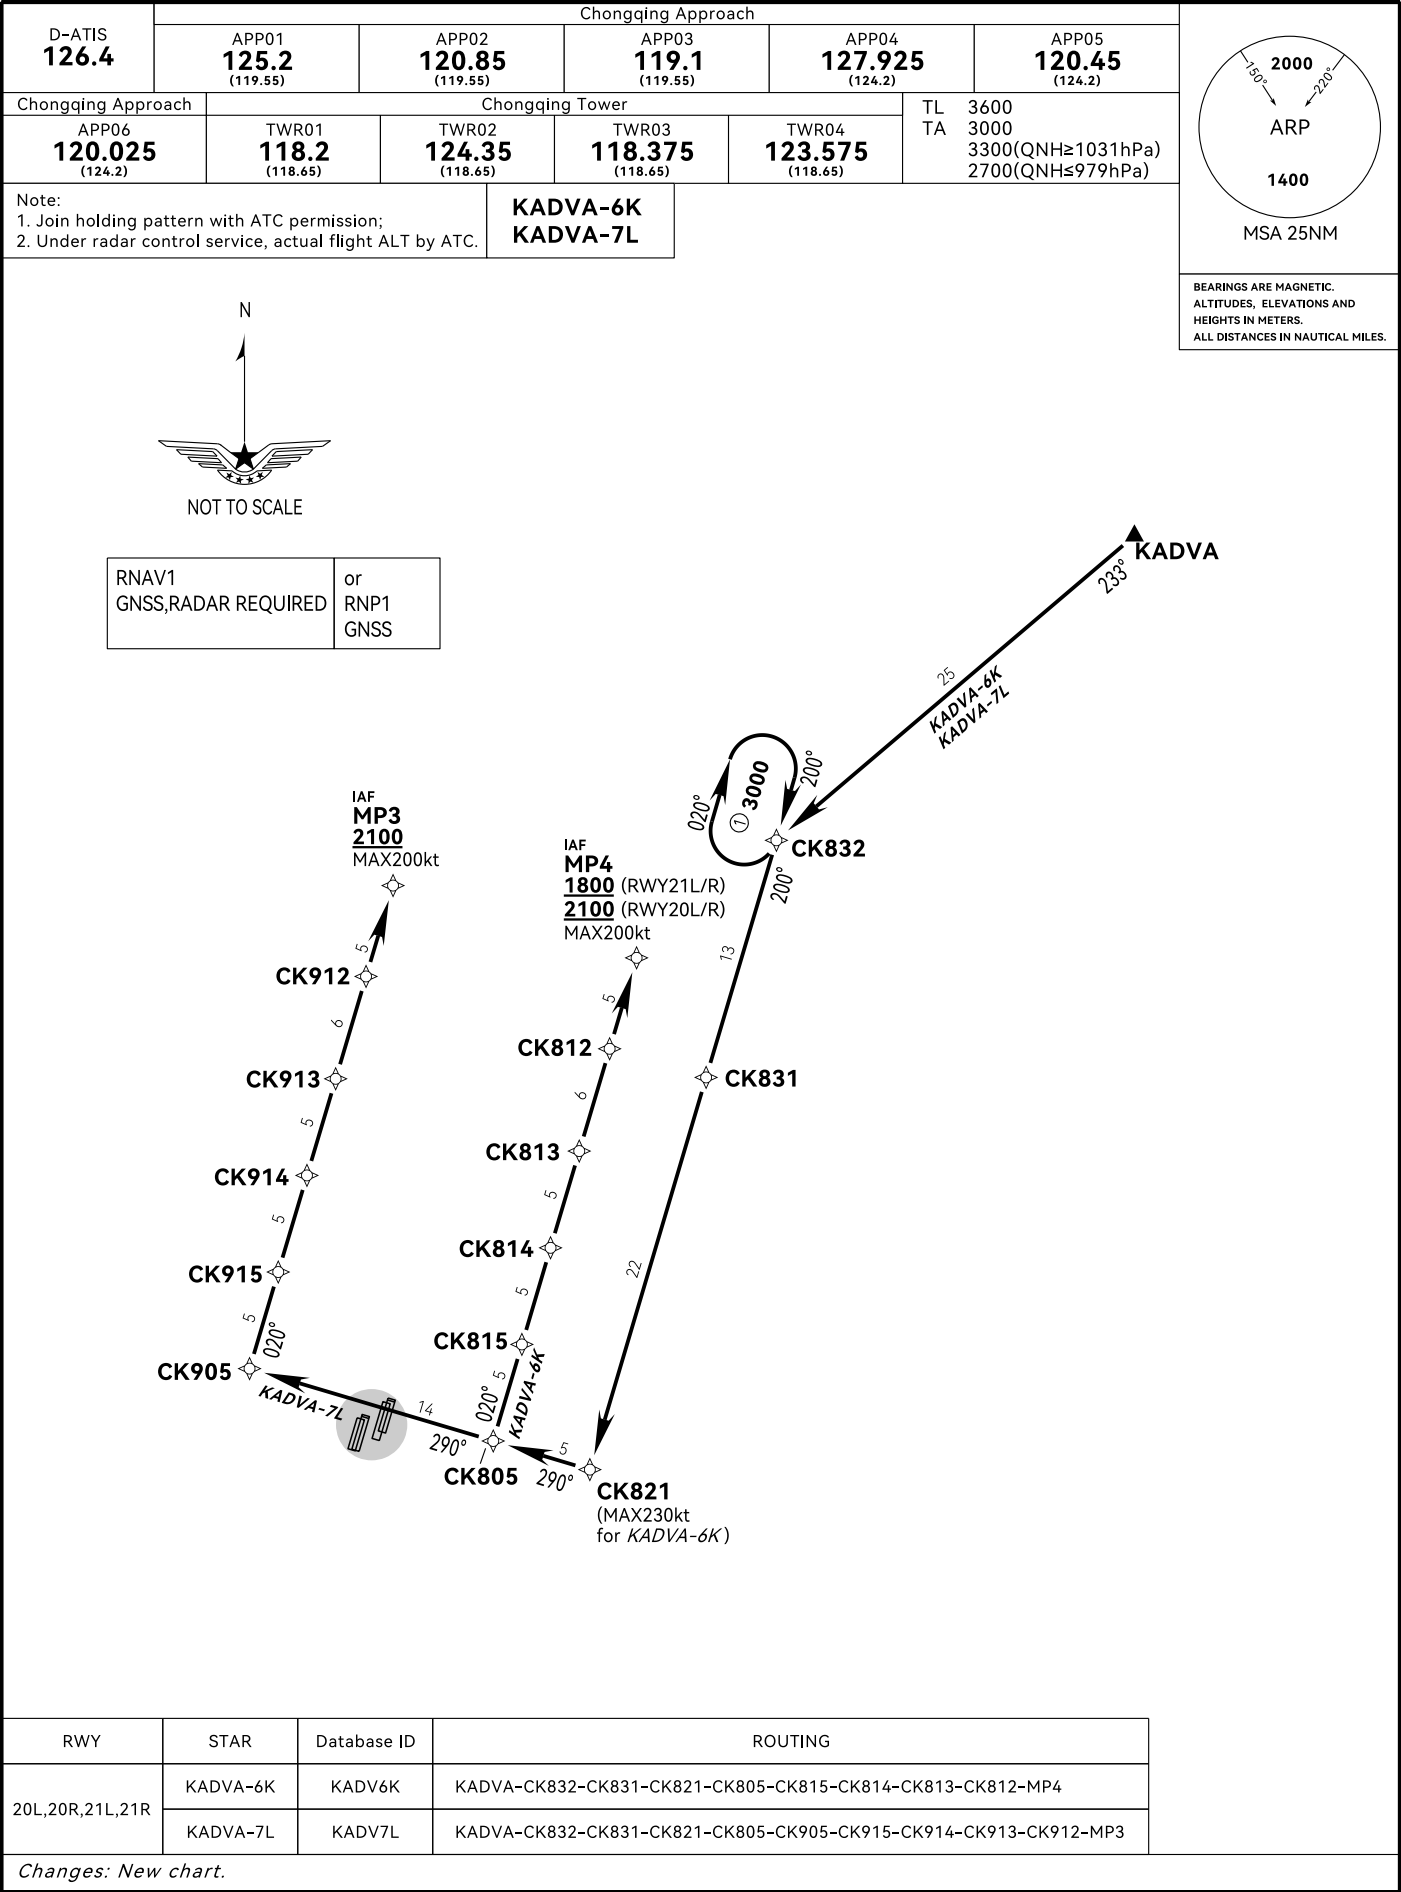 Chongqing Approach
D-ATIS
126.4
APP01
125.2
(119.55)
APP02
120.85
(119.55)
APP03
119.1
(119.55)
APP04
127.925
(124.2)
APP05
120.45
(124.2)
Chongqing Approach
APP06
120.025
(124.2)
Chongqing Tower
TWR01
118.2
(118.65)
TWR02
124.35
(118.65)
TWR03
118.375
(118.65)
TWR04
123.575
(118.65)
TL 3600
TA 3000
3300(QNH≥1031hPa)
2700(QNH≤979hPa)
2000
150°
220°
ARP
1400
MSA 25NM
BEARINGS ARE MAGNETIC.
ALTITUDES, ELEVATIONS AND
HEIGHTS IN METERS.
ALL DISTANCES IN NAUTICAL MILES.
Note:
1. Join holding pattern with ATC permission;
2. Under radar control service, actual flight ALT by ATC.
KADVA-6K
KADVA-7L
N
NOT TO SCALE
RNAV1
GNSS,RADAR REQUIRED
or
RNP1
GNSS
KADVA
233°
25
KADVA-6K
KADVA-7L
200°
020°
① 3000
CK832
200°
13
IAF
MP3
2100
MAX200kt
IAF
MP4
1800 (RWY21L/R)
2100 (RWY20L/R)
MAX200kt
5
CK912
6
CK913
5
CK914
5
CK915
5
020°
CK905
5
CK812
6
CK813
5
CK814
5
CK815
5
020°
KADVA-6K
CK831
22
KADVA-7L
14
290°
CK805
5
290°
CK821
(MAX230kt
for KADVA-6K)
RWY STAR Database ID ROUTING
20L,20R,21L,21R
KADVA-6K KADV6K KADVA-CK832-CK831-CK821-CK805-CK815-CK814-CK813-CK812-MP4
KADVA-7L KADV7L KADVA-CK832-CK831-CK821-CK805-CK905-CK915-CK914-CK913-CK912-MP3
Changes: New chart.